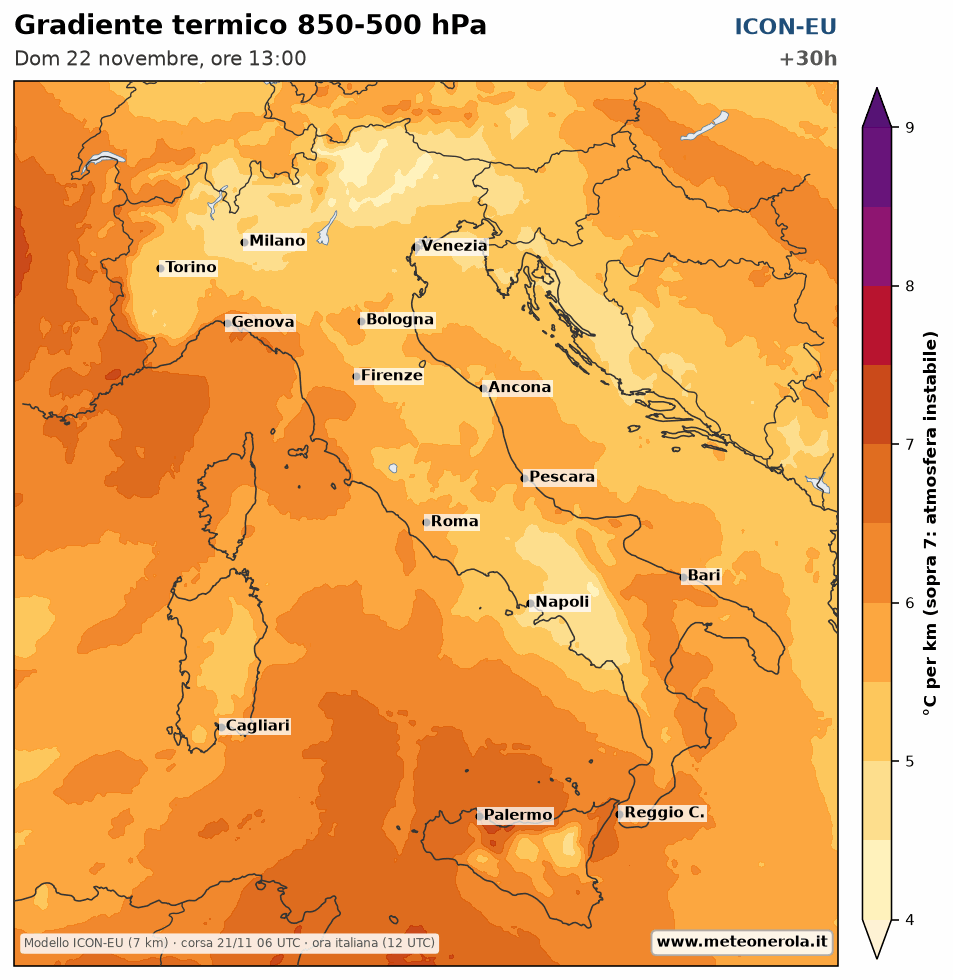 Gradiente termico 850-500 hPa
ICON-EU
Dom 22 novembre, ore 13:00
+30h
Milano
Venezia
Torino
Genova
Bologna
Firenze
Ancona
Pescara
Roma
Bari
Napoli
Cagliari
Palermo
Reggio C.
9
8
7
6
5
4
°C per km (sopra 7: atmosfera instabile)
Modello ICON-EU (7 km) · corsa 21/11 06 UTC · ora italiana (12 UTC)
www.meteonerola.it